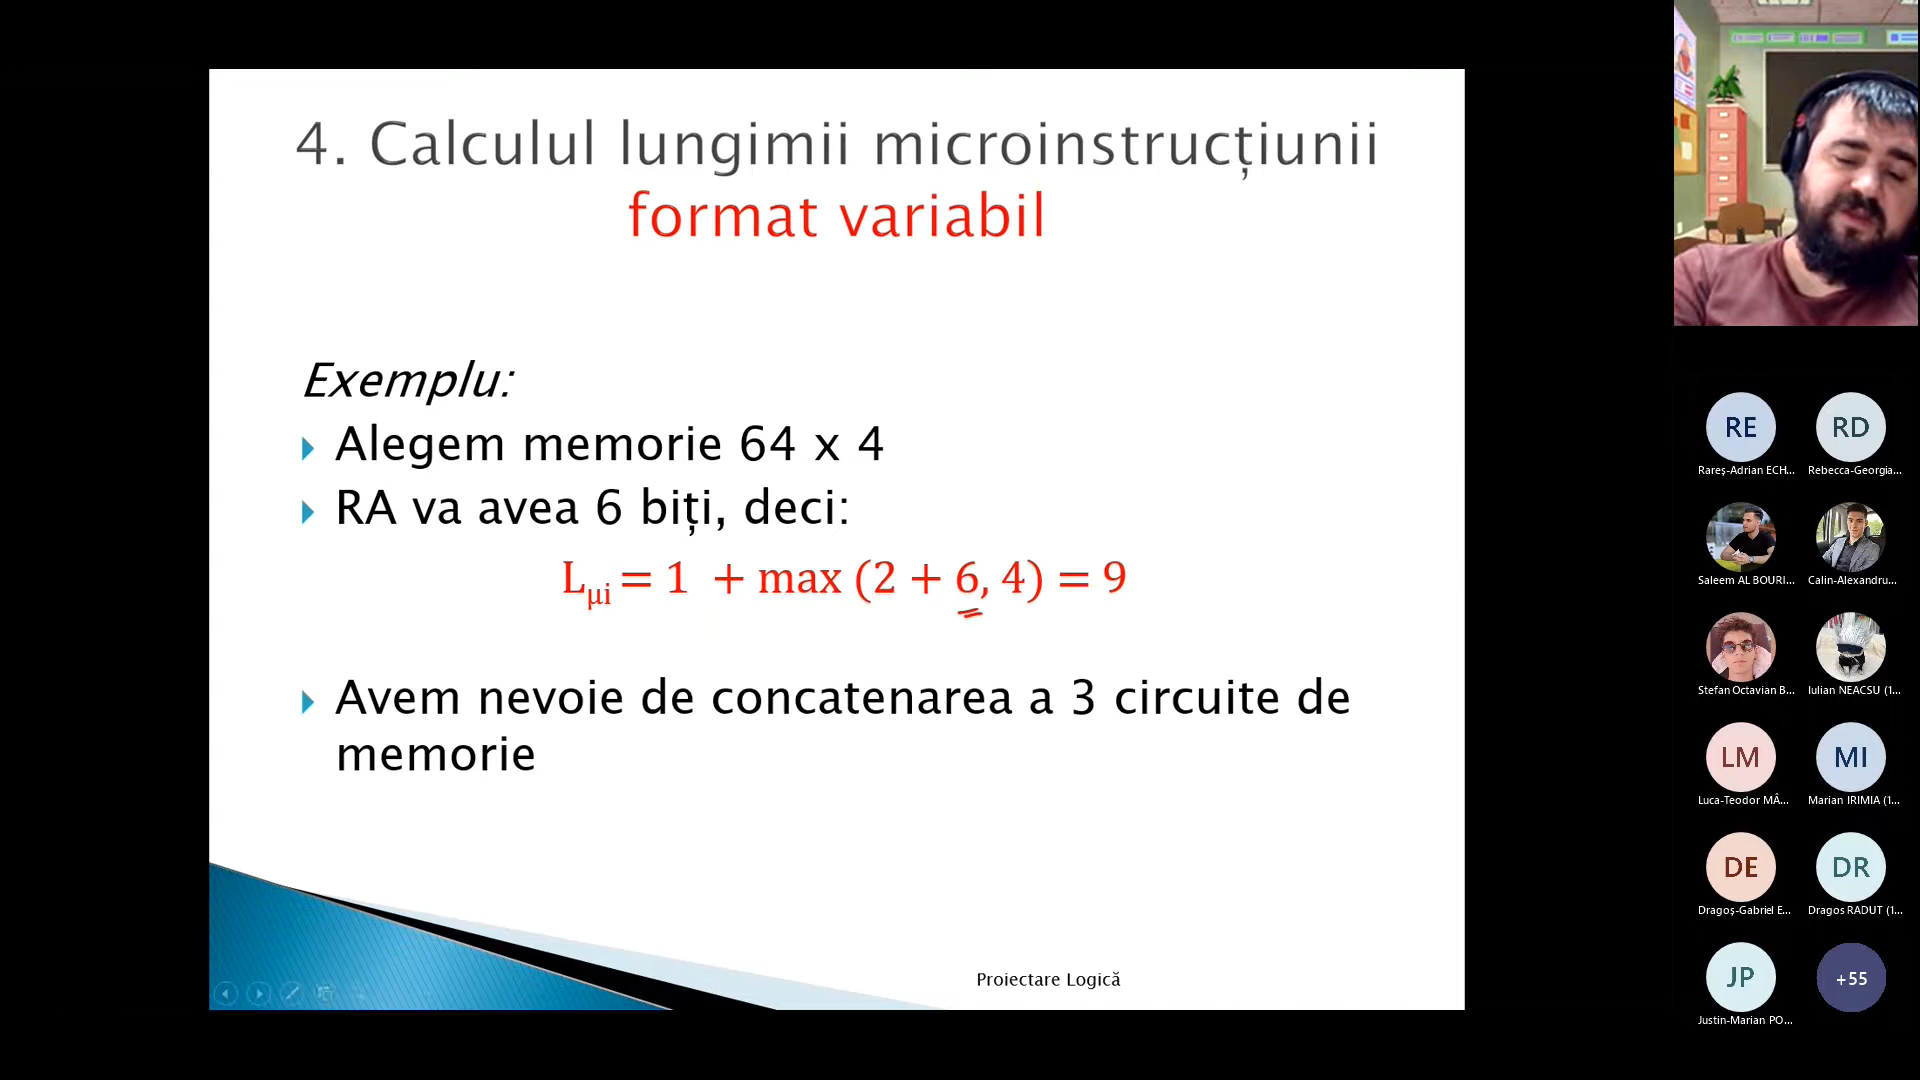 4. Calculul lungimii microinstrucțiunii
format variabil
Exemplu:
Alegem memorie 64 x 4
RA va avea 6 biți, deci:
Lμi = 1 + max (2 + 6, 4) = 9
Avem nevoie de concatenarea a 3 circuite de
memorie
Proiectare Logică
RE
RD
Rareș-Adrian ECH...
Rebecca-Georgia...
Saleem AL BOURI...
Calin-Alexandru...
Stefan Octavian B...
Iulian NEACSU (1...
LM
MI
Luca-Teodor MÂ...
Marian IRIMIA (1...
DE
DR
Dragoș-Gabriel E...
Dragos RADUT (1...
JP
+55
Justin-Marian PO...